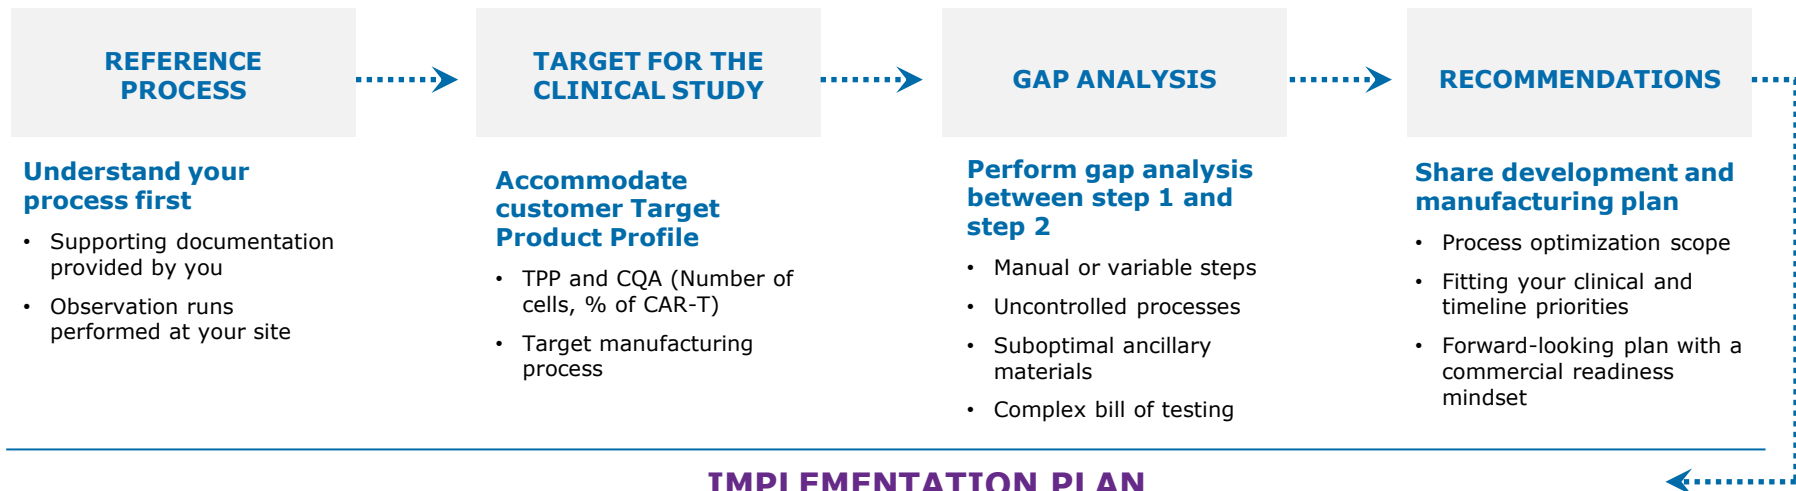 REFERENCE
PROCESS
TARGET FOR THE
CLINICAL STUDY
GAP ANALYSIS
RECOMMENDATIONS
Understand your
process first
• Supporting documentation
provided by you
• Observation runs
performed at your site
Accommodate
customer Target
Product Profile
• TPP and CQA (Number of
cells, % of CAR-T)
• Target manufacturing
process
Perform gap analysis
between step 1 and
step 2
• Manual or variable steps
• Uncontrolled processes
• Suboptimal ancillary
materials
• Complex bill of testing
Share development and
manufacturing plan
• Process optimization scope
• Fitting your clinical and
timeline priorities
• Forward-looking plan with a
commercial readiness
mindset
IMPLEMENTATION PLAN